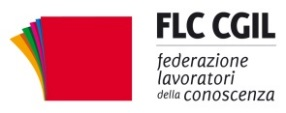 FLC CGIL
federazione
lavoratori
della conoscenza